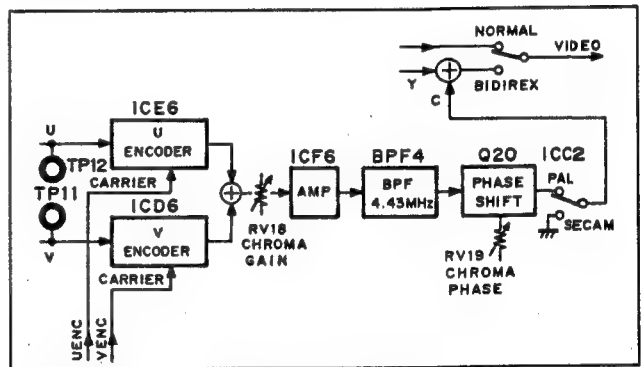 NORMAL
VIDEO
Y
C
BIDIREX
ICE6
U
U
ENCODER
TP12
TP11
CARRIER
ICF6
AMP
BPF4
BPF
4.43MHz
Q20
PHASE
SHIFT
ICC2
PAL
SECAM
RV18
CHROMA
GAIN
RV19
CHROMA
PHASE
ICD6
V
V
ENCODER
CARRIER
UENC
VENC